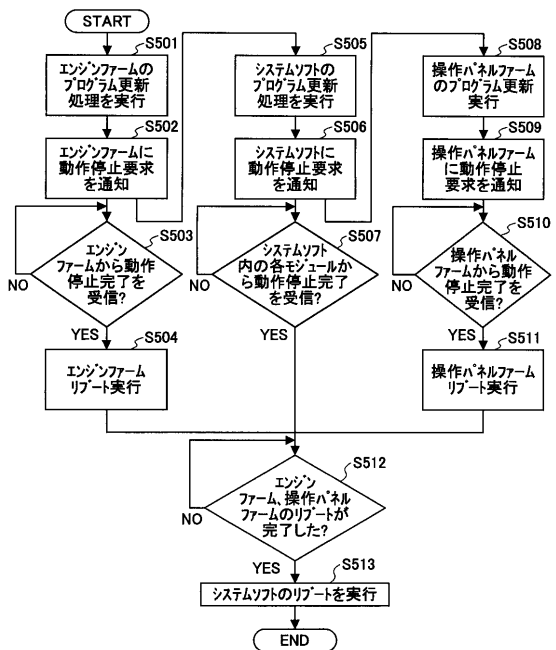 START
S501
エンジンファームの
プログラム更新
処理を実行
S502
エンジンファームに
動作停止要求
を通知
S503
エンジン
ファームから動作
停止完了を
受信?
NO
YES
S504
エンジンファーム
リブート実行
S505
システムソフトの
プログラム更新
処理を実行
S506
システムソフトに
動作停止要求
を通知
S507
システムソフト
内の各モジュールか
ら動作停止完了
を受信?
NO
YES
S508
操作パネルファーム
のプログラム更新
実行
S509
操作パネルファーム
に動作停止
要求を通知
S510
操作パネル
ファームから動作
停止完了を
受信?
NO
YES
S511
操作パネルファーム
リブート実行
S512
エンジン
ファーム、操作パネル
ファームのリブートが
完了した?
NO
YES
S513
システムソフトのリブートを実行
END